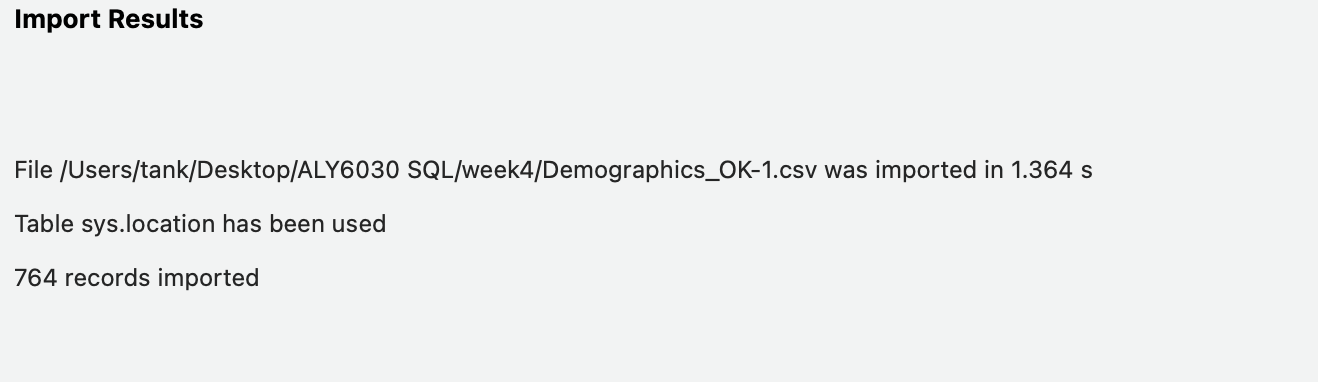 Import Results
File /Users/tank/Desktop/ALY6030 SQL/week4/Demographics_OK-1.csv was imported in 1.364 s
Table sys.location has been used
764 records imported